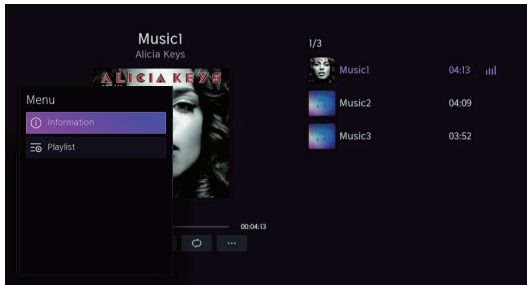 Music1
Alicia Keys
ALICIA KEYS
Menu
Information
Playlist
00:04:13
1/3
Music1 04:13
Music2 04:09
Music3 03:52